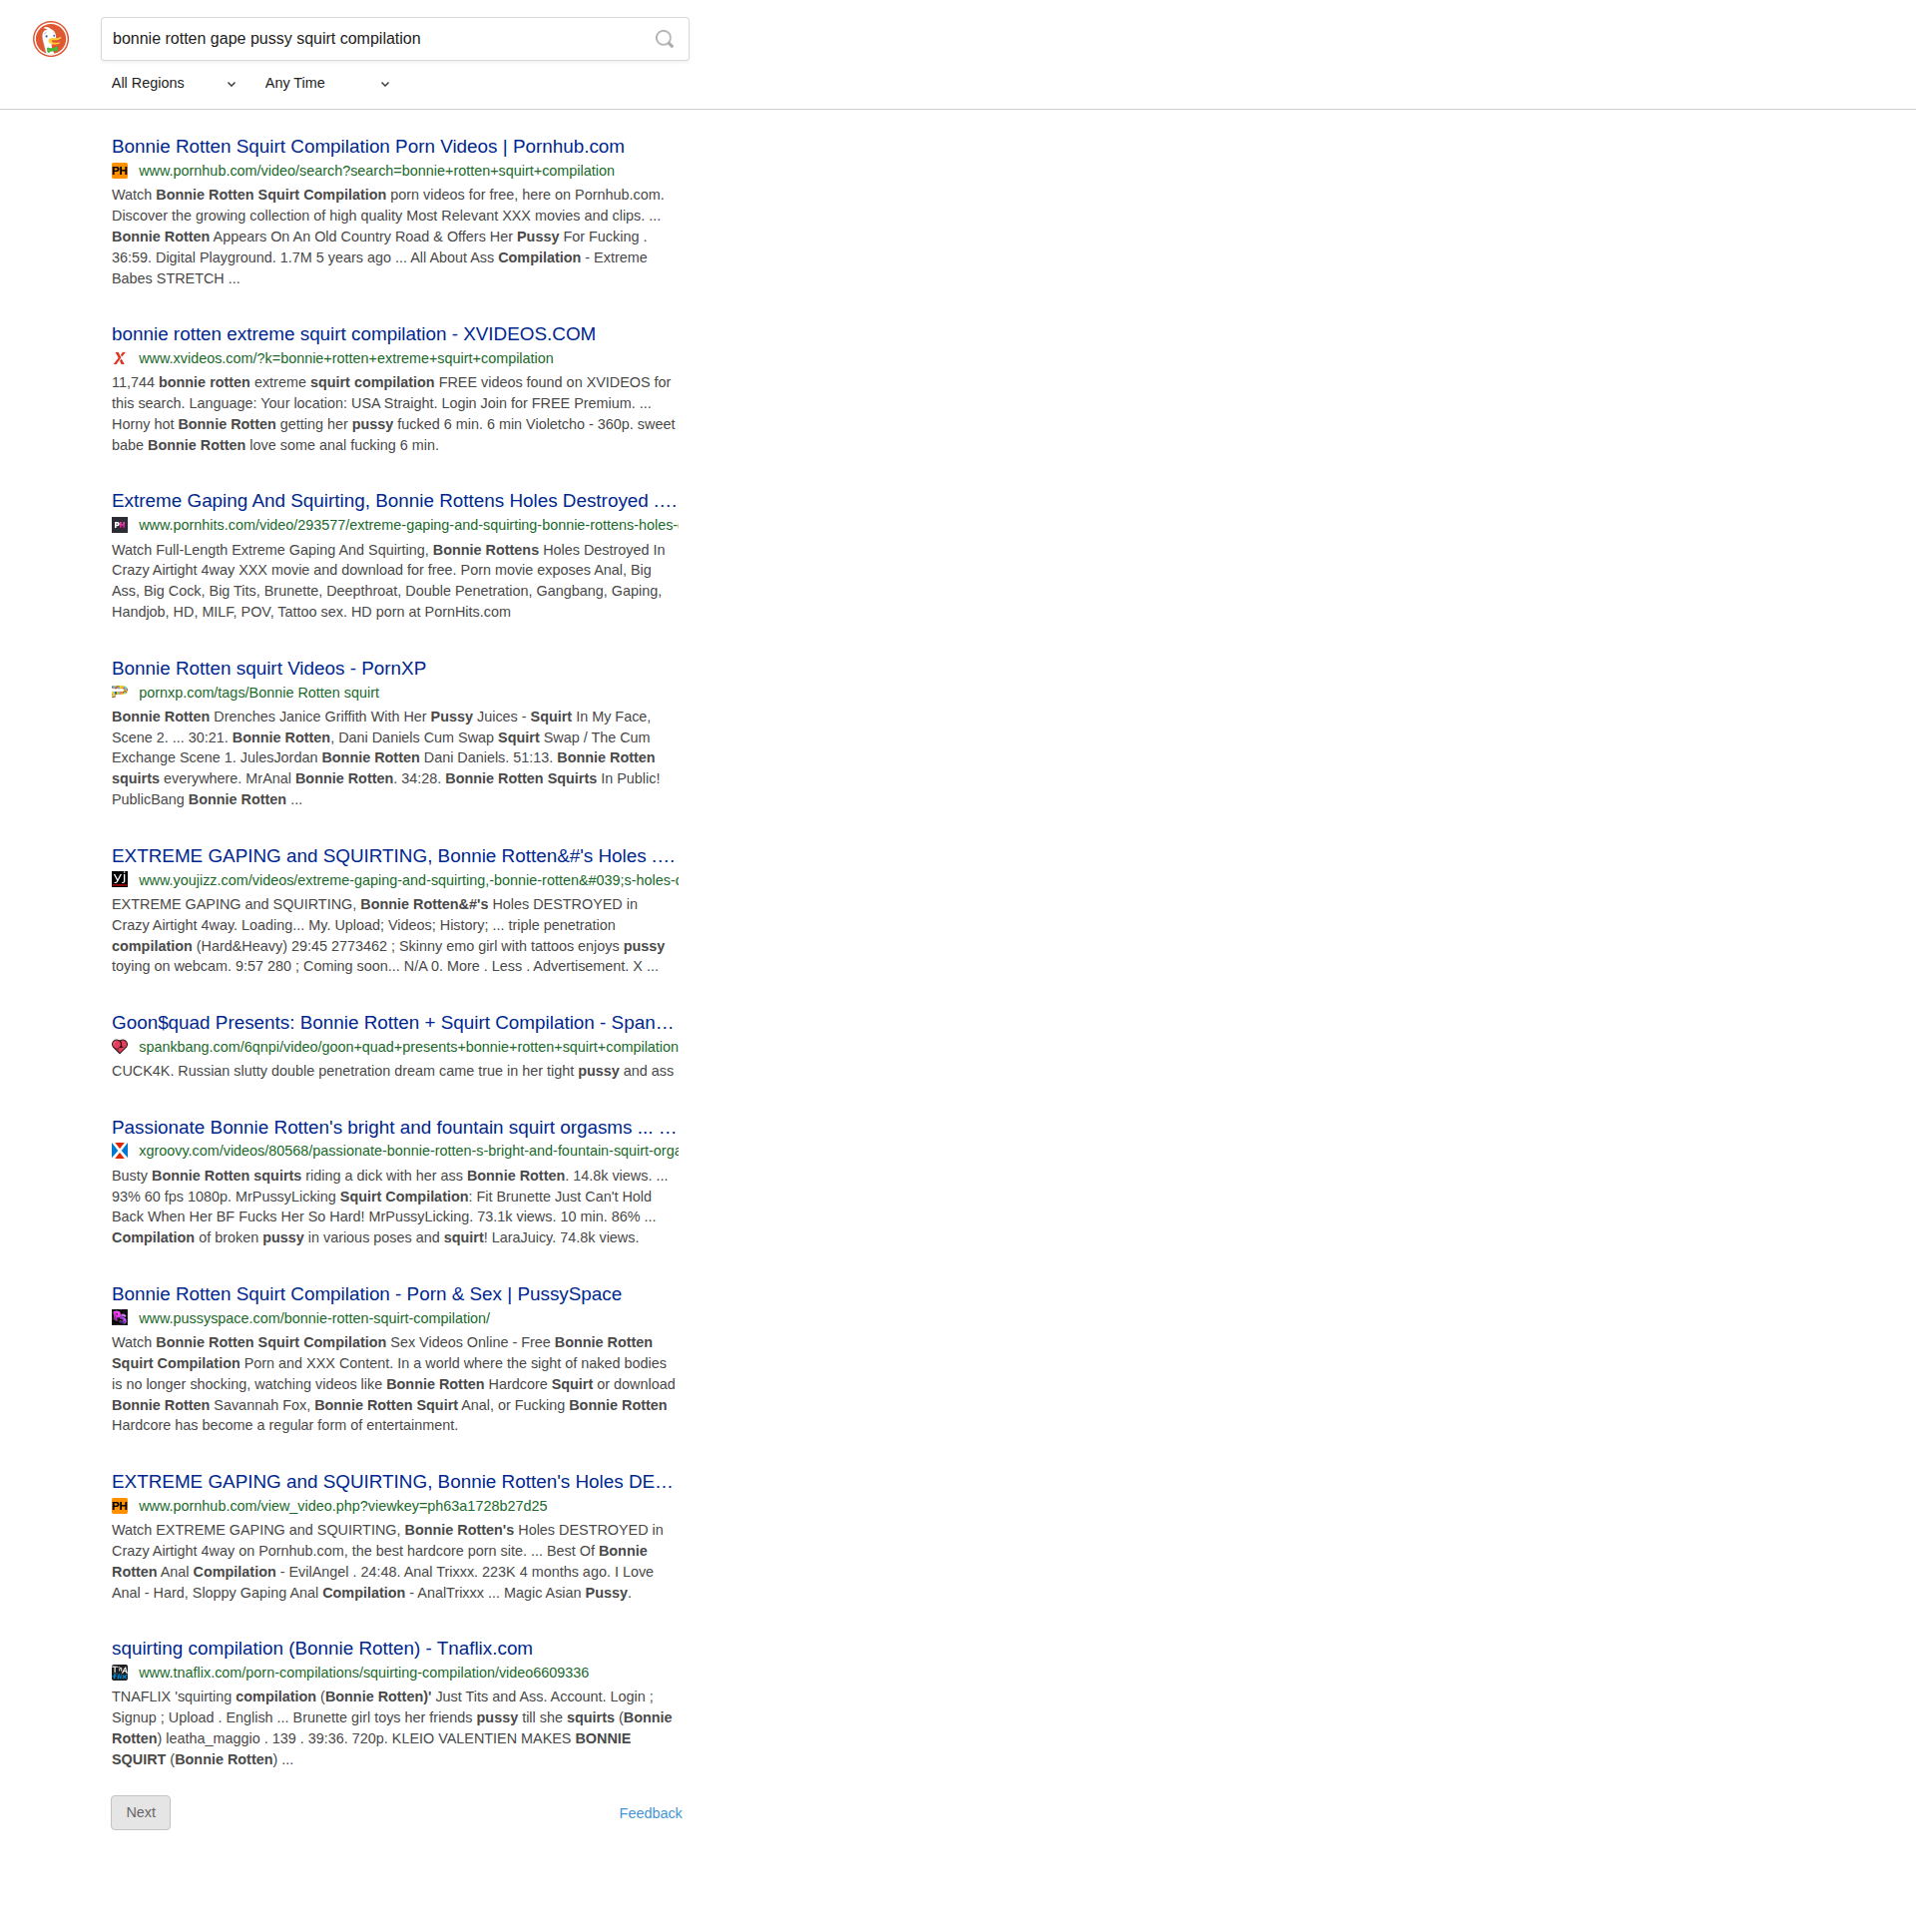 bonnie rotten gape pussy squirt compilation
All Regions Any Time
Bonnie Rotten Squirt Compilation Porn Videos | Pornhub.com
PH www.pornhub.com/video/search?search=bonnie+rotten+squirt+compilation
Watch Bonnie Rotten Squirt Compilation porn videos for free, here on Pornhub.com.
Discover the growing collection of high quality Most Relevant XXX movies and clips. ...
Bonnie Rotten Appears On An Old Country Road & Offers Her Pussy For Fucking .
36:59. Digital Playground. 1.7M 5 years ago ... All About Ass Compilation - Extreme
Babes STRETCH ...
bonnie rotten extreme squirt compilation - XVIDEOS.COM
X www.xvideos.com/?k=bonnie+rotten+extreme+squirt+compilation
11,744 bonnie rotten extreme squirt compilation FREE videos found on XVIDEOS for
this search. Language: Your location: USA Straight. Login Join for FREE Premium. ...
Horny hot Bonnie Rotten getting her pussy fucked 6 min. 6 min Violetcho - 360p. sweet
babe Bonnie Rotten love some anal fucking 6 min.
Extreme Gaping And Squirting, Bonnie Rottens Holes Destroyed ....
PH www.pornhits.com/video/293577/extreme-gaping-and-squirting-bonnie-rottens-holes-
Watch Full-Length Extreme Gaping And Squirting, Bonnie Rottens Holes Destroyed In
Crazy Airtight 4way XXX movie and download for free. Porn movie exposes Anal, Big
Ass, Big Cock, Big Tits, Brunette, Deepthroat, Double Penetration, Gangbang, Gaping,
Handjob, HD, MILF, POV, Tattoo sex. HD porn at PornHits.com
Bonnie Rotten squirt Videos - PornXP
P pornxp.com/tags/Bonnie Rotten squirt
Bonnie Rotten Drenches Janice Griffith With Her Pussy Juices - Squirt In My Face,
Scene 2. ... 30:21. Bonnie Rotten, Dani Daniels Cum Swap Squirt Swap / The Cum
Exchange Scene 1. JulesJordan Bonnie Rotten Dani Daniels. 51:13. Bonnie Rotten
squirts everywhere. MrAnal Bonnie Rotten. 34:28. Bonnie Rotten Squirts In Public!
PublicBang Bonnie Rotten ...
EXTREME GAPING and SQUIRTING, Bonnie Rotten&#'s Holes ....
yj www.youjizz.com/videos/extreme-gaping-and-squirting,-bonnie-rotten&#039;s-holes-
EXTREME GAPING and SQUIRTING, Bonnie Rotten&#'s Holes DESTROYED in
Crazy Airtight 4way. Loading... My. Upload; Videos; History; ... triple penetration
compilation (Hard&Heavy) 29:45 2773462 ; Skinny emo girl with tattoos enjoys pussy
toying on webcam. 9:57 280 ; Coming soon... N/A 0. More . Less . Advertisement. X ...
Goon$quad Presents: Bonnie Rotten + Squirt Compilation - Span…
spankbang.com/6qnpi/video/goon+quad+presents+bonnie+rotten+squirt+compilation
CUCK4K. Russian slutty double penetration dream came true in her tight pussy and ass
Passionate Bonnie Rotten's bright and fountain squirt orgasms ... …
xgroovy.com/videos/80568/passionate-bonnie-rotten-s-bright-and-fountain-squirt-orga
Busty Bonnie Rotten squirts riding a dick with her ass Bonnie Rotten. 14.8k views. ...
93% 60 fps 1080p. MrPussyLicking Squirt Compilation: Fit Brunette Just Can't Hold
Back When Her BF Fucks Her So Hard! MrPussyLicking. 73.1k views. 10 min. 86% ...
Compilation of broken pussy in various poses and squirt! LaraJuicy. 74.8k views.
Bonnie Rotten Squirt Compilation - Porn & Sex | PussySpace
PS www.pussyspace.com/bonnie-rotten-squirt-compilation/
Watch Bonnie Rotten Squirt Compilation Sex Videos Online - Free Bonnie Rotten
Squirt Compilation Porn and XXX Content. In a world where the sight of naked bodies
is no longer shocking, watching videos like Bonnie Rotten Hardcore Squirt or download
Bonnie Rotten Savannah Fox, Bonnie Rotten Squirt Anal, or Fucking Bonnie Rotten
Hardcore has become a regular form of entertainment.
EXTREME GAPING and SQUIRTING, Bonnie Rotten's Holes DE…
PH www.pornhub.com/view_video.php?viewkey=ph63a1728b27d25
Watch EXTREME GAPING and SQUIRTING, Bonnie Rotten's Holes DESTROYED in
Crazy Airtight 4way on Pornhub.com, the best hardcore porn site. ... Best Of Bonnie
Rotten Anal Compilation - EvilAngel . 24:48. Anal Trixxx. 223K 4 months ago. I Love
Anal - Hard, Sloppy Gaping Anal Compilation - AnalTrixxx ... Magic Asian Pussy.
squirting compilation (Bonnie Rotten) - Tnaflix.com
TNA www.tnaflix.com/porn-compilations/squirting-compilation/video6609336
TNAFLIX 'squirting compilation (Bonnie Rotten)' Just Tits and Ass. Account. Login ;
Signup ; Upload . English ... Brunette girl toys her friends pussy till she squirts (Bonnie
Rotten) leatha_maggio . 139 . 39:36. 720p. KLEIO VALENTIEN MAKES BONNIE
SQUIRT (Bonnie Rotten) ...
Next Feedback